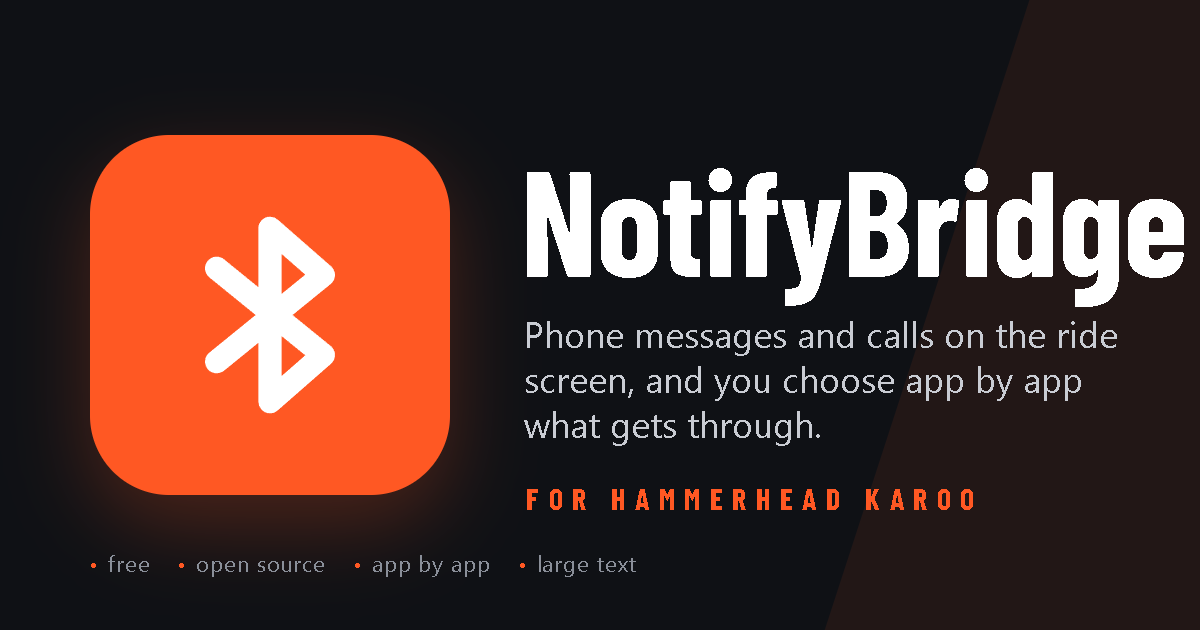 NotifyBridge
Phone messages and calls on the ride
screen, and you choose app by app
what gets through.
FOR HAMMERHEAD KAROO
• free • open source • app by app • large text